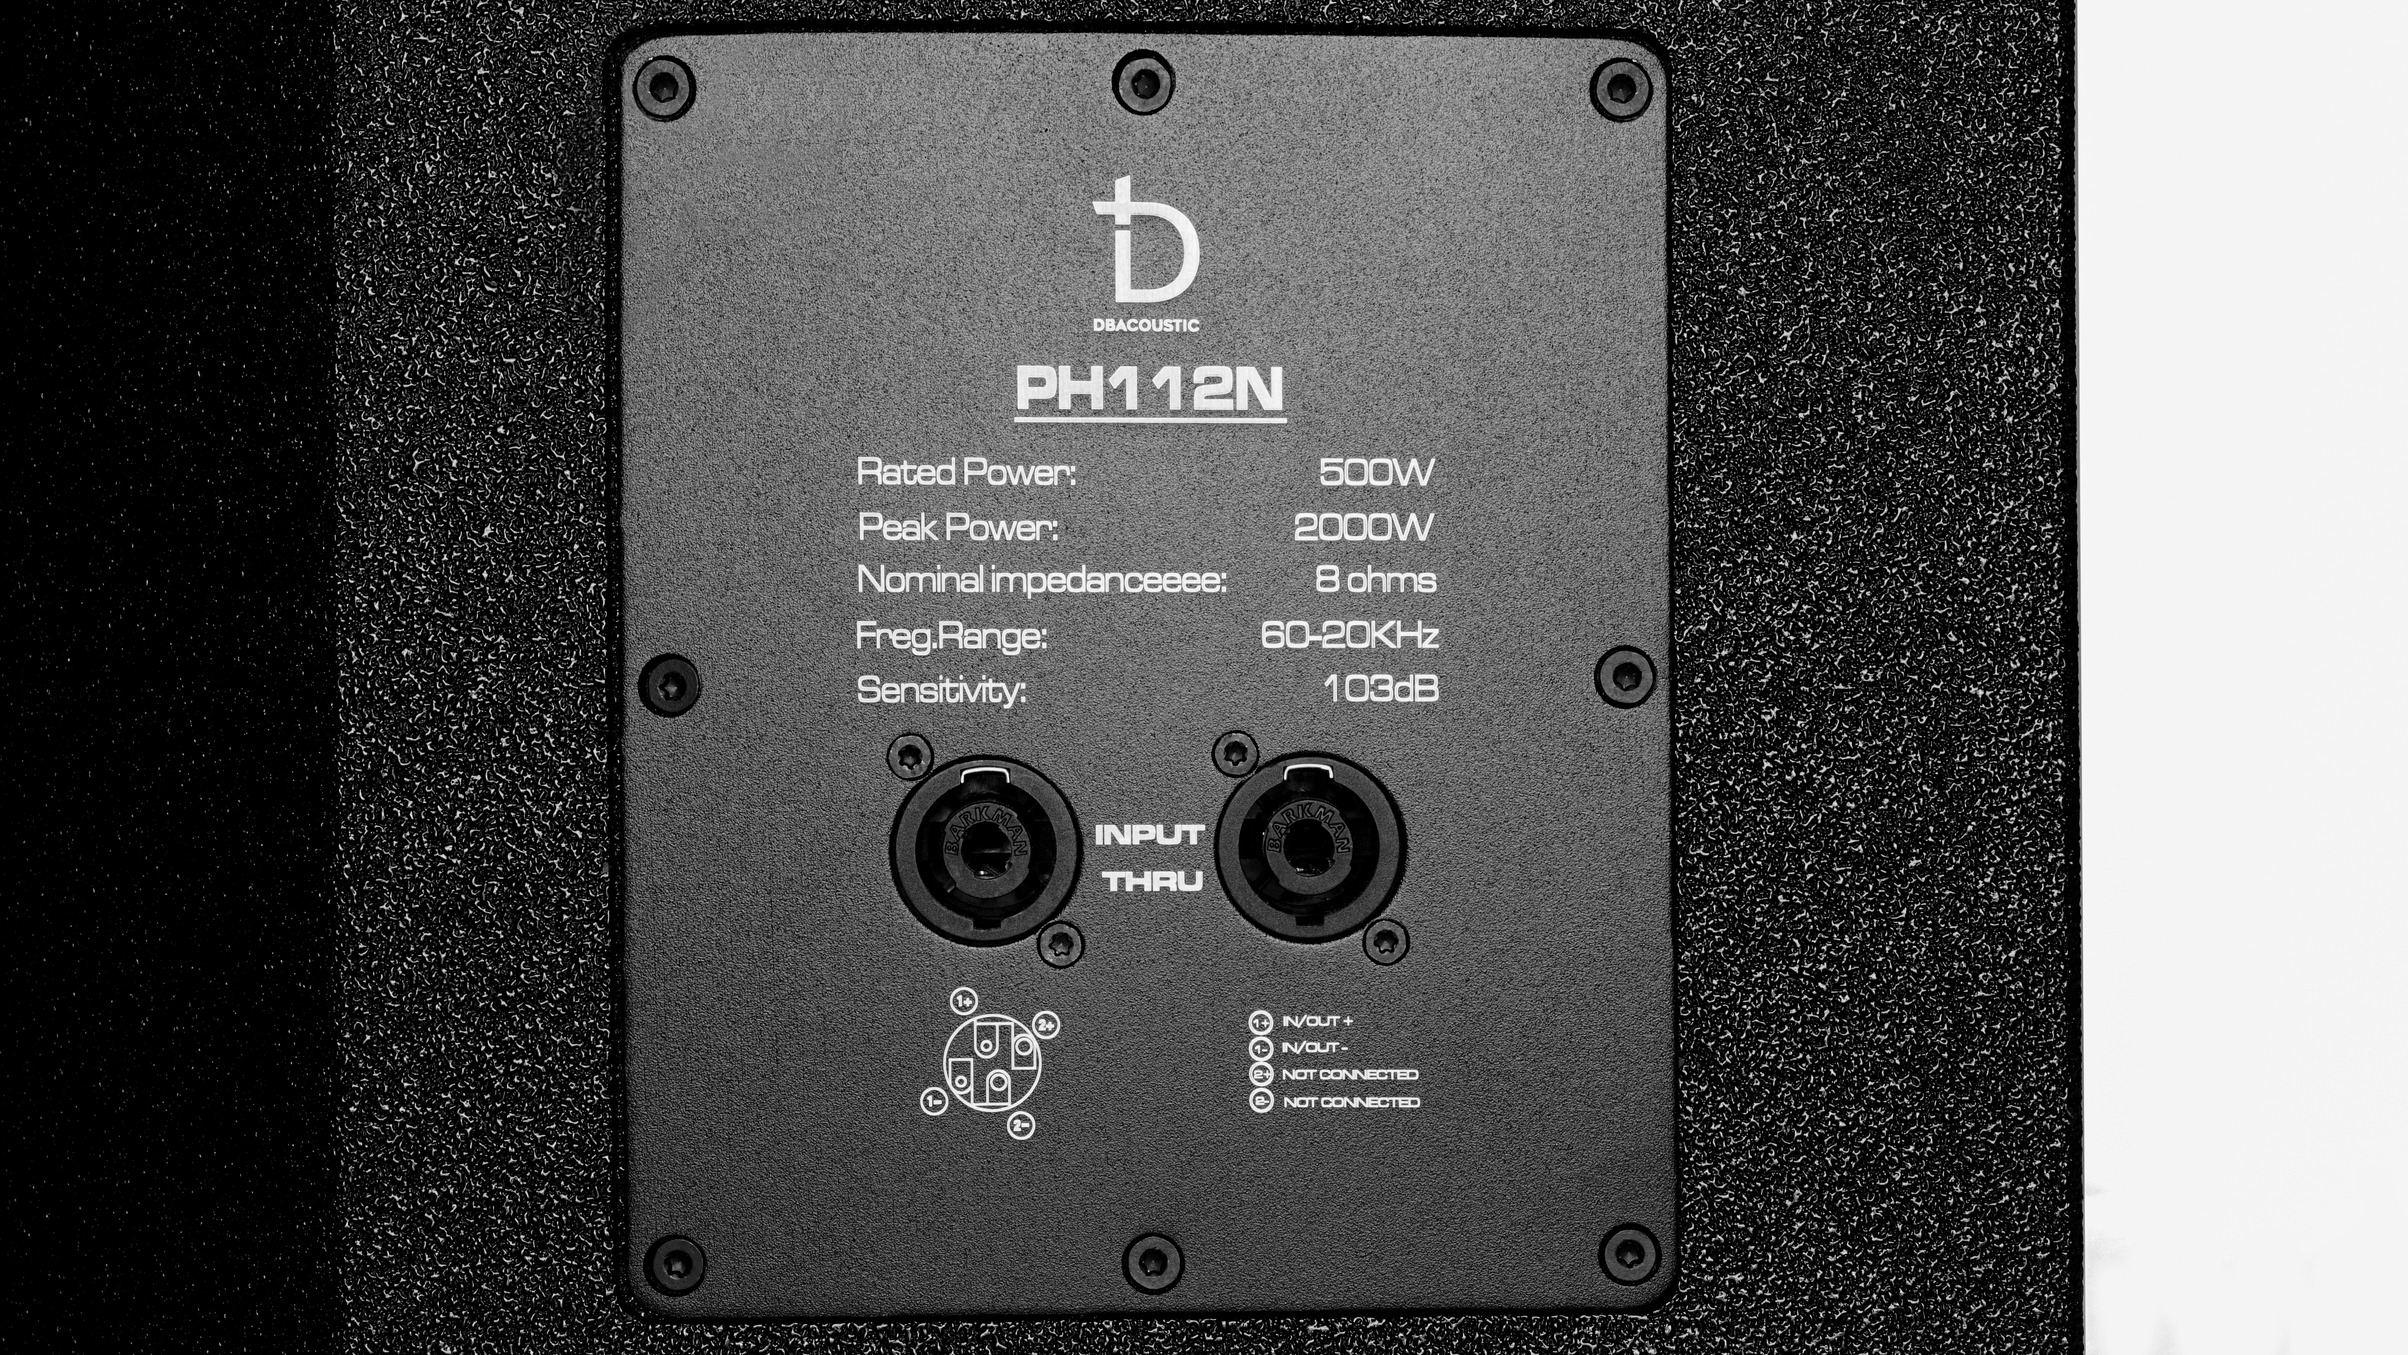 DBACOUSTIC
PH112N
Rated Power: 500W
Peak Power: 2000W
Nominal impedanceeee: 8 ohms
Freg.Range: 60-20KHz
Sensitivity: 103dB
BARKMAN
BARKMAN
INPUT
THRU
1+
2+
1-
2-
1+ IN/OUT +
1- IN/OUT -
2+ NOT CONNECTED
2- NOT CONNECTED